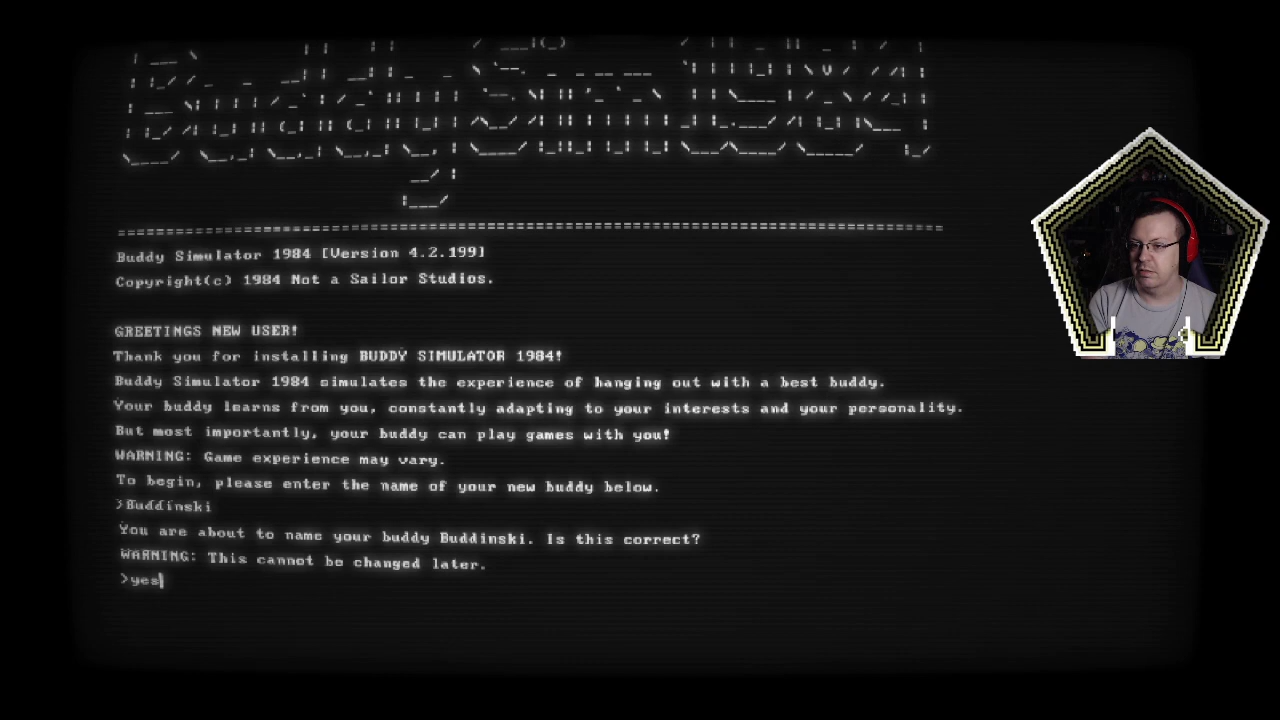 Buddy Sim 1984
Buddy Simulator 1984 [Version 4.2.199]
Copyright(c) 1984 Not a Sailor Studios.
GREETINGS NEW USER!
Thank you for installing BUDDY SIMULATOR 1984!
Buddy Simulator 1984 simulates the experience of hanging out with a best buddy.
Your buddy learns from you, constantly adapting to your interests and your personality.
But most importantly, your buddy can play games with you!
WARNING: Game experience may vary.
To begin, please enter the name of your new buddy below.
>Buddinski
You are about to name your buddy Buddinski. Is this correct?
WARNING: This cannot be changed later.
>yes